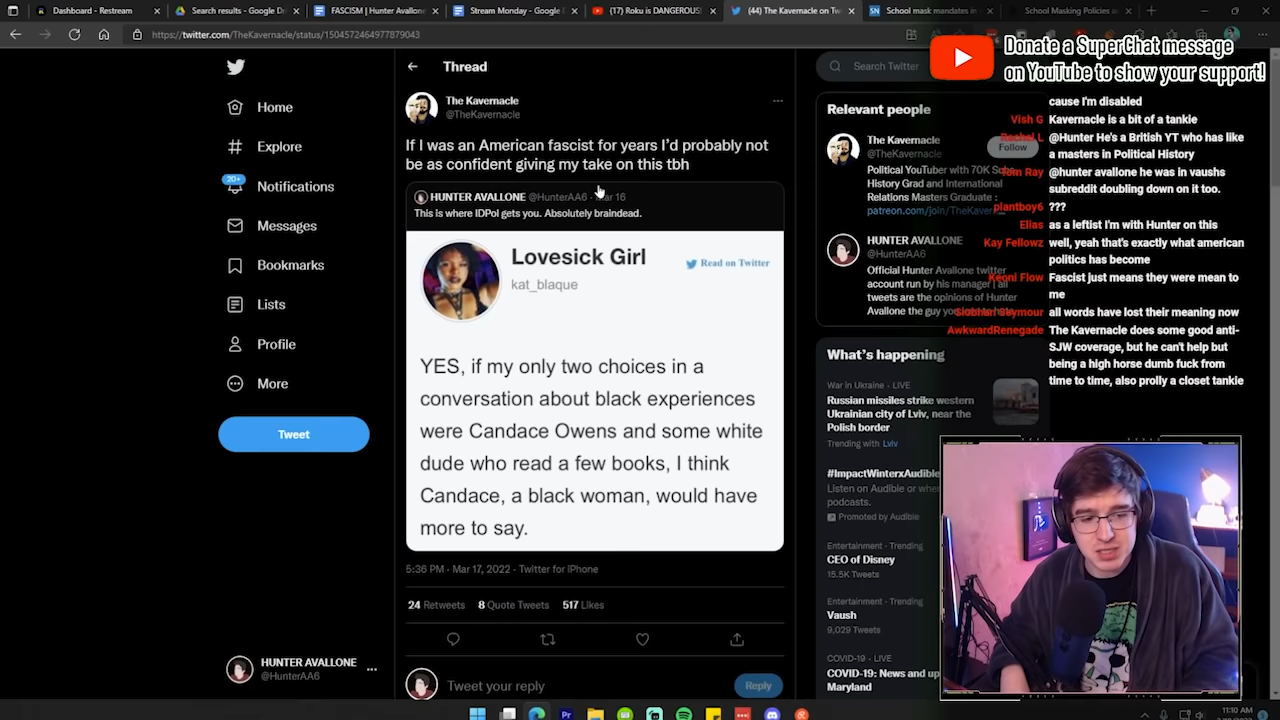 Dashboard - Restream
Search results - Google Dr
FASCISM | Hunter Avallone
Stream Monday - Google D
(17) Roku is DANGEROUS!
(44) The Kavernacle on Tw
School mask mandates in
School Masking Policies a
https://twitter.com/TheKavernacle/status/1504572464977879043
Donate a SuperChat message
on YouTube to show your support!
Home
Explore
20+
Notifications
Messages
Bookmarks
Lists
Profile
More
Tweet
HUNTER AVALLONE
@HunterAA6
Thread
The Kavernacle
@TheKavernacle
If I was an American fascist for years I'd probably not
be as confident giving my take on this tbh
HUNTER AVALLONE @HunterAA6 · Mar 16
This is where IDPol gets you. Absolutely braindead.
Lovesick Girl
kat_blaque
Read on Twitter
YES, if my only two choices in a
conversation about black experiences
were Candace Owens and some white
dude who read a few books, I think
Candace, a black woman, would have
more to say.
5:36 PM · Mar 17, 2022 · Twitter for iPhone
24 Retweets 8 Quote Tweets 517 Likes
Tweet your reply
Reply
Search Twitter
Relevant people
The Kavernacle
@TheKavernacle
Follow
Political YouTuber with 70K Subs
History Grad and International
Relations Masters Graduate :
patreon.com/join/TheKaver
HUNTER AVALLONE
@HunterAA6
Official Hunter Avallone twitter
account run by his manager | all
tweets are the opinions of Hunter
Avallone the guy you
What's happening
War in Ukraine · LIVE
Russian missiles strike western
Ukrainian city of Lviv, near the
Polish border
Trending with Lviv
#ImpactWinterxAudible
Listen on Audible or whe
podcasts.
Promoted by Audible
Entertainment · Trending
CEO of Disney
15.5K Tweets
Entertainment · Trending
Vaush
9,029 Tweets
COVID-19 · LIVE
COVID-19: News and up
Maryland
cause I'm disabled
Vish G Kavernacle is a bit of a tankie
Rachel L @Hunter He's a British YT who has like
a masters in Political History
Tom Ray @hunter avallone he was in vaushs
subreddit doubling down on it too.
plantboy6 ???
Elias as a leftist I'm with Hunter on this
Kay Fellowz well, yeah that's exactly what american
politics has become
Keoni Flow Fascist just means they were mean to
me
Siobhan Seymour all words have lost their meaning now
AwkwardRenegade The Kavernacle does some good anti-
SJW coverage, but he can't help but
being a high horse dumb fuck from
time to time, also prolly a closet tankie
11:10 AM